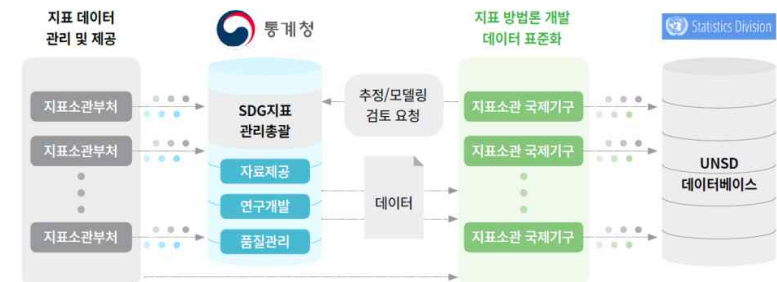 지표 데이터
관리 및 제공
통계청
지표 방법론 개발
데이터 표준화
Statistics Division
지표소관부처
지표소관부처
지표소관부처
SDG지표
관리총괄
자료제공
연구개발
품질관리
추정/모델링
검토 요청
데이터
지표소관 국제기구
지표소관 국제기구
지표소관 국제기구
UNSD
데이터베이스